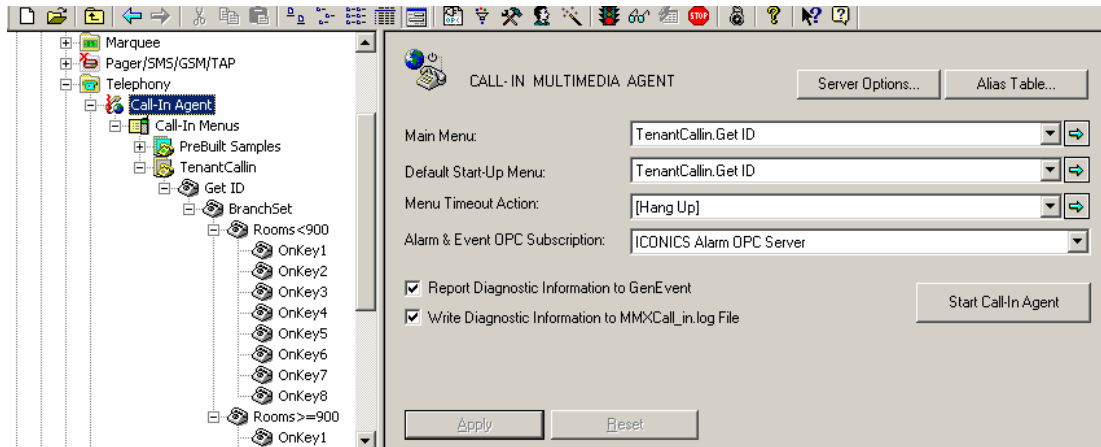 OPC
STOP
Marquee
Pager/SMS/GSM/TAP
Telephony
Call-In Agent
Call-In Menus
PreBuilt Samples
TenantCallin
Get ID
BranchSet
Rooms<900
OnKey1
OnKey2
OnKey3
OnKey4
OnKey5
OnKey6
OnKey7
OnKey8
Rooms>=900
OnKey1
CALL-IN MULTIMEDIA AGENT
Server Options...
Alias Table...
Main Menu:
TenantCallin.Get ID
Default Start-Up Menu:
TenantCallin.Get ID
Menu Timeout Action:
[Hang Up]
Alarm & Event OPC Subscription:
ICONICS Alarm OPC Server
Report Diagnostic Information to GenEvent
Write Diagnostic Information to MMXCall_in.log File
Start Call-In Agent
Apply
Reset